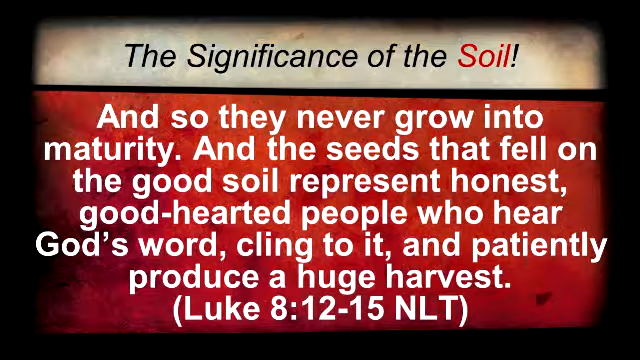 The Significance of the Soil!
And so they never grow into
maturity. And the seeds that fell on
the good soil represent honest,
good-hearted people who hear
God’s word, cling to it, and patiently
produce a huge harvest.
(Luke 8:12-15 NLT)